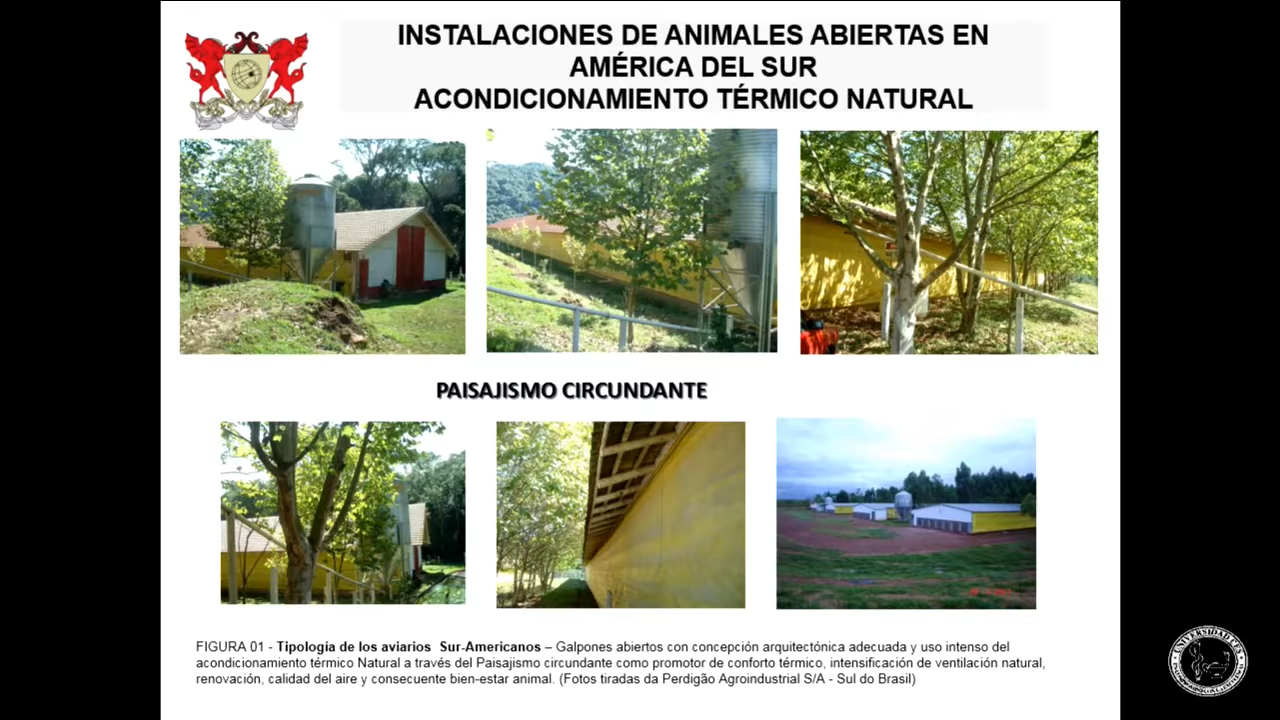 INSTALACIONES DE ANIMALES ABIERTAS EN
AMÉRICA DEL SUR
ACONDICIONAMIENTO TÉRMICO NATURAL
PAISAJISMO CIRCUNDANTE
FIGURA 01 - Tipología de los aviarios Sur-Americanos – Galpones abiertos con concepción arquitectónica adecuada y uso intenso del
acondicionamiento térmico Natural a través del Paisajismo circundante como promotor de conforto térmico, intensificación de ventilación natural,
renovación, calidad del aire y consecuente bien-estar animal. (Fotos tiradas da Perdigão Agroindustrial S/A - Sul do Brasil)
UNIVERSIDAD CES